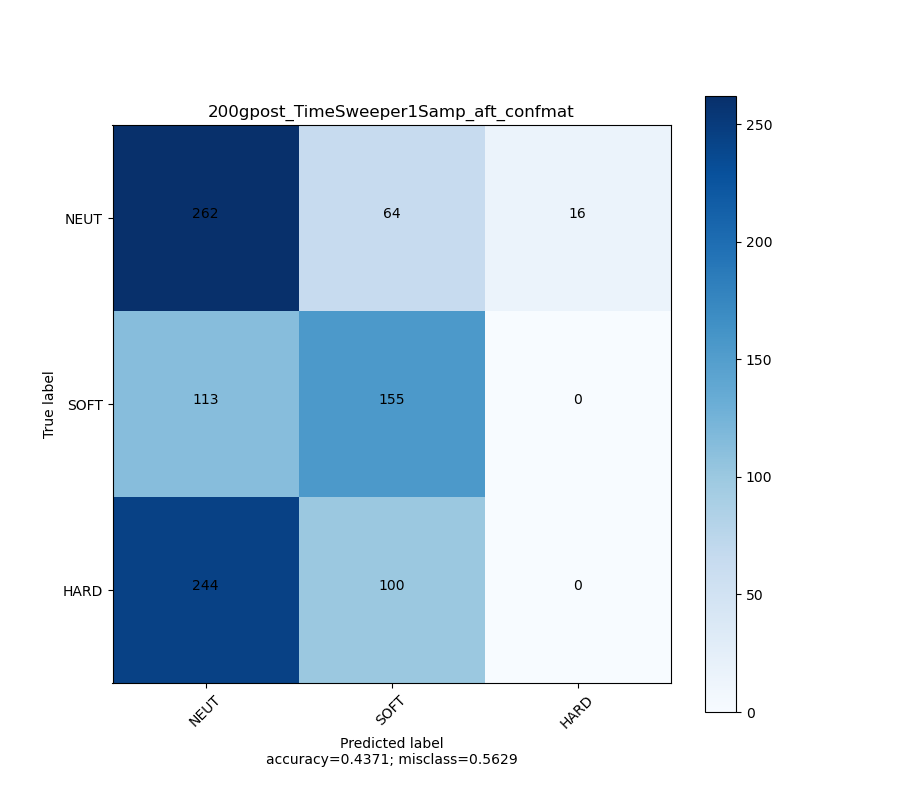 200gpost_TimeSweeper1Samp_aft_confmat
NEUT 262 64 16
SOFT 113 155 0
HARD 244 100 0
True label
NEUT SOFT HARD
Predicted label
accuracy=0.4371; misclass=0.5629
250
200
150
100
50
0